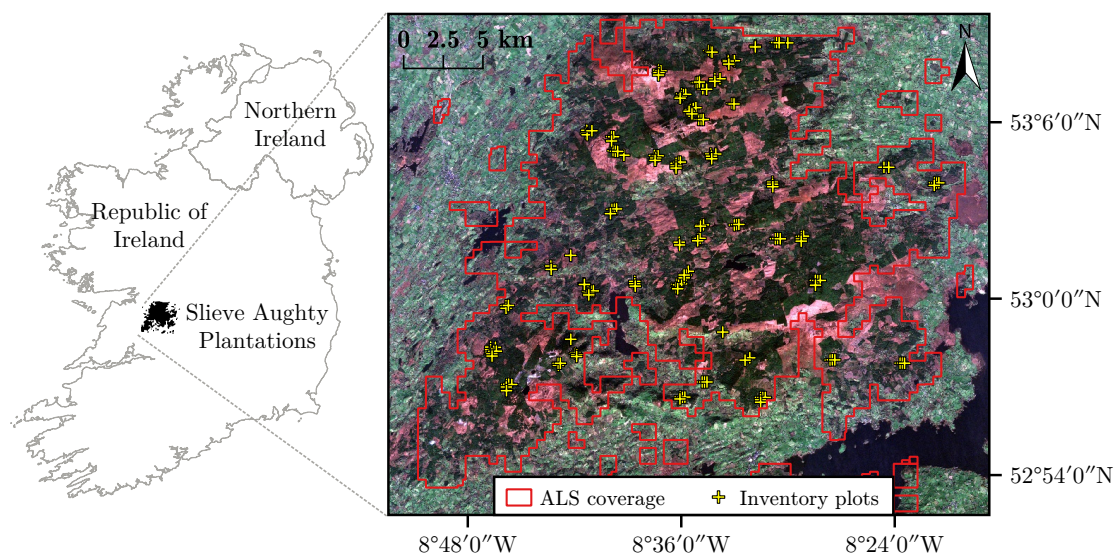 Northern
Ireland
Republic of
Ireland
Slieve Aughty
Plantations
0 2.5 5 km
N
53°6′0″N
53°0′0″N
52°54′0″N
ALS coverage
Inventory plots
8°48′0″W
8°36′0″W
8°24′0″W